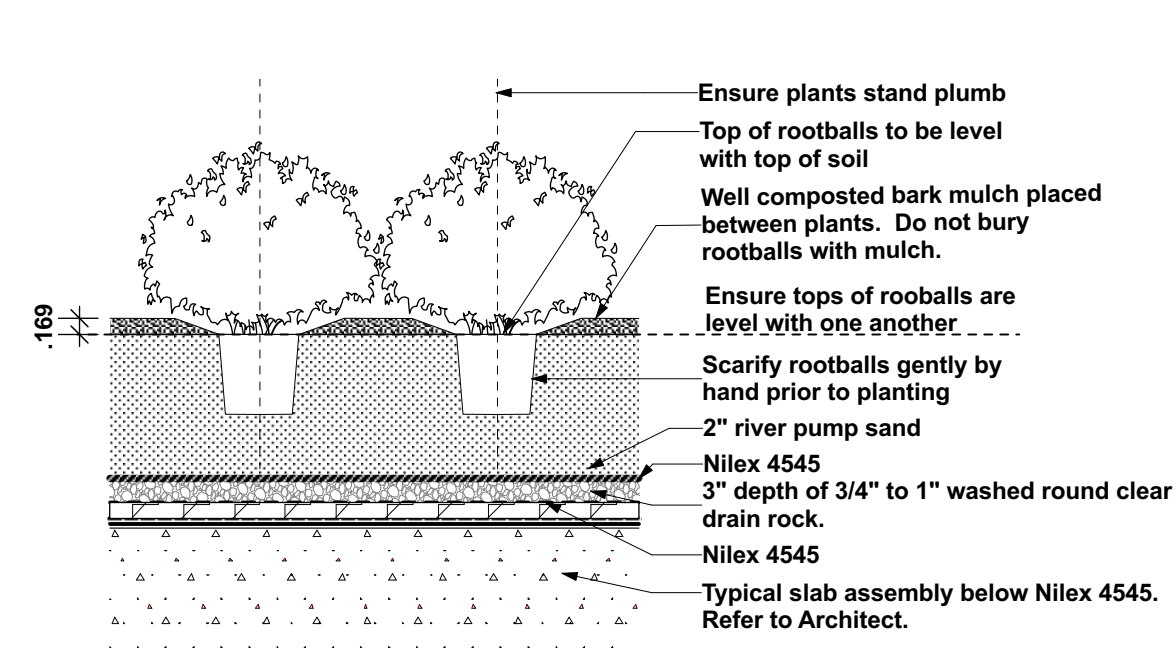 Ensure plants stand plumb
Top of rootballs to be level
with top of soil
Well composted bark mulch placed
between plants.  Do not bury
rootballs with mulch.
Ensure tops of rooballs are
level with one another
.169
Scarify rootballs gently by
hand prior to planting
2" river pump sand
Nilex 4545
3" depth of 3/4" to 1" washed round clear
drain rock.
Nilex 4545
Typical slab assembly below Nilex 4545.
Refer to Architect.